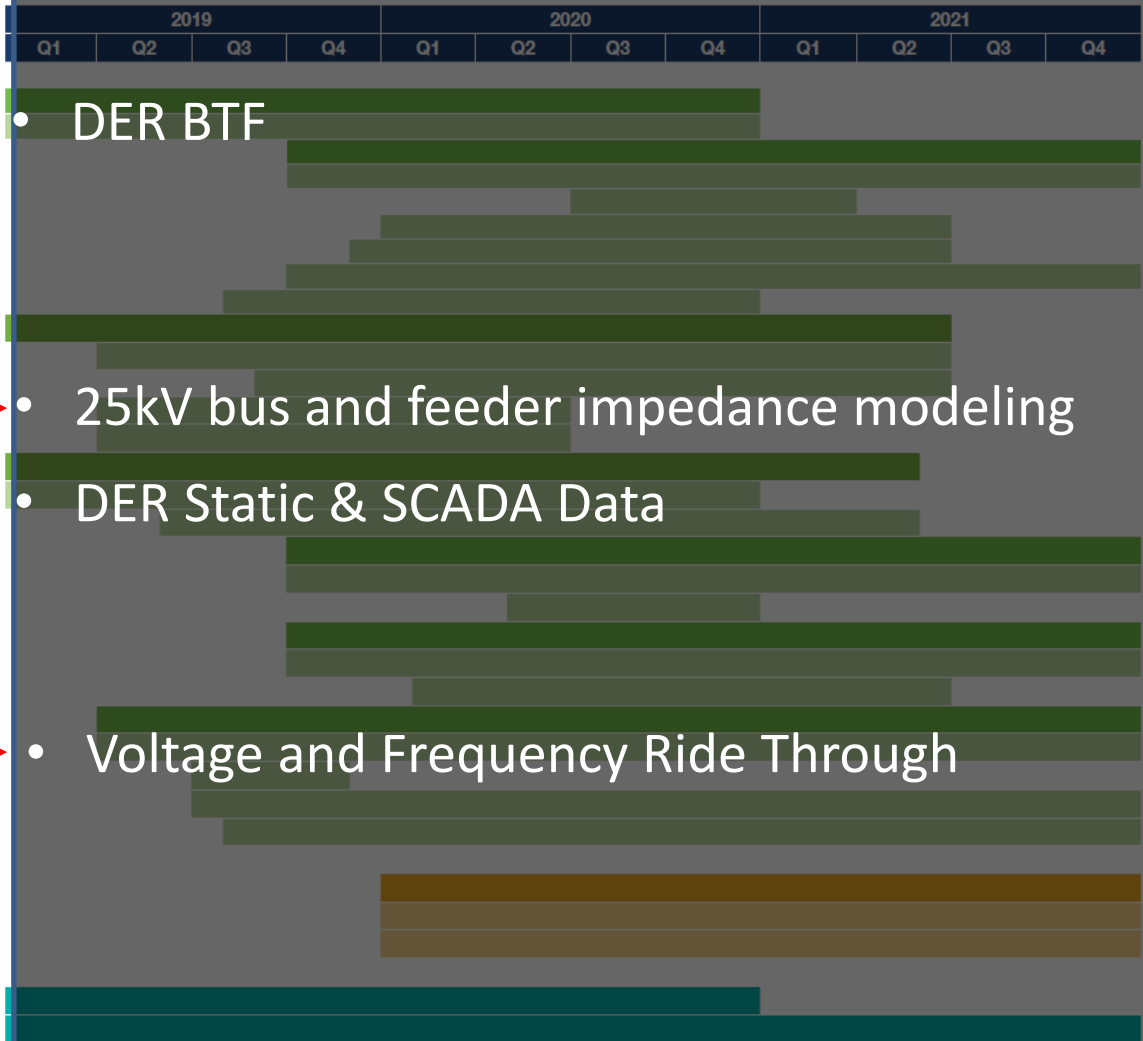 2019 2020 2021
Q1 Q2 Q3 Q4 Q1 Q2 Q3 Q4 Q1 Q2 Q3 Q4
• DER BTF
• 25kV bus and feeder impedance modeling
• DER Static & SCADA Data
• Voltage and Frequency Ride Through